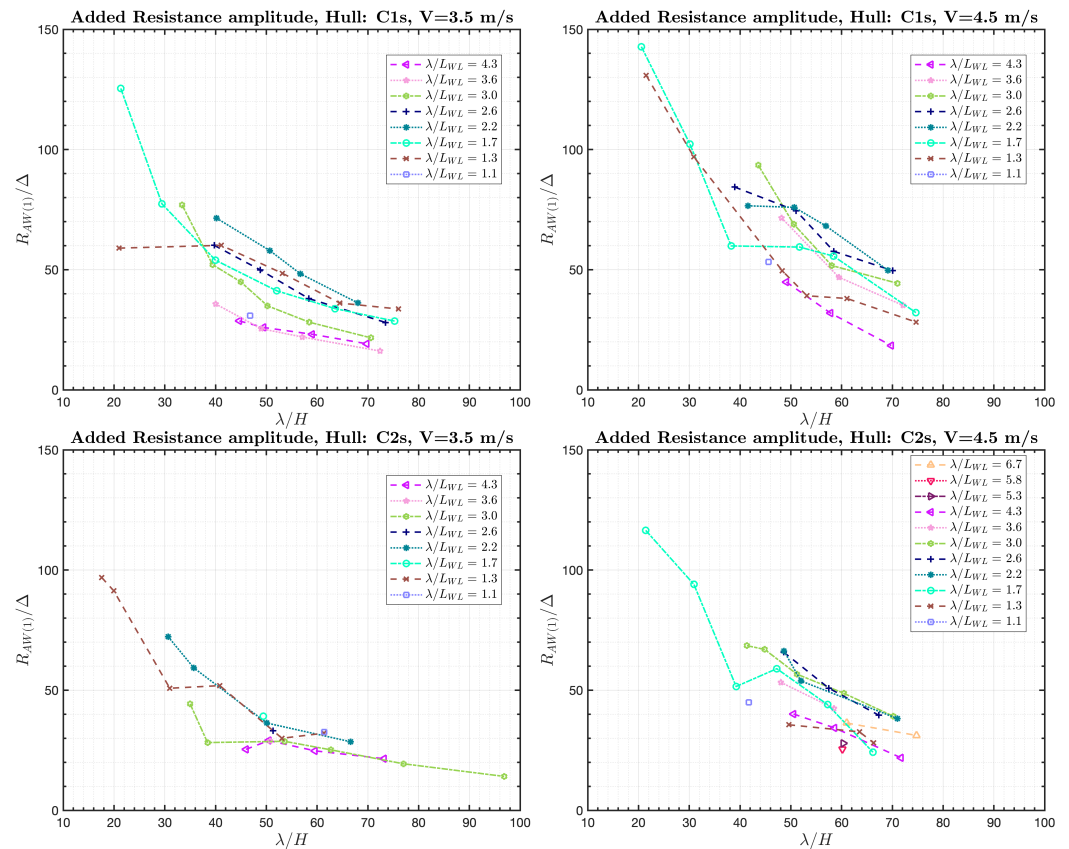 Added Resistance amplitude, Hull: C1s, V=3.5 m/s
150
100
50
0
R_{AW(1)}/Δ
λ/L_{WL} = 4.3
λ/L_{WL} = 3.6
λ/L_{WL} = 3.0
λ/L_{WL} = 2.6
λ/L_{WL} = 2.2
λ/L_{WL} = 1.7
λ/L_{WL} = 1.3
λ/L_{WL} = 1.1
10 20 30 40 50 60 70 80 90 100
λ/H
Added Resistance amplitude, Hull: C1s, V=4.5 m/s
150
100
50
0
R_{AW(1)}/Δ
λ/L_{WL} = 4.3
λ/L_{WL} = 3.6
λ/L_{WL} = 3.0
λ/L_{WL} = 2.6
λ/L_{WL} = 2.2
λ/L_{WL} = 1.7
λ/L_{WL} = 1.3
λ/L_{WL} = 1.1
10 20 30 40 50 60 70 80 90 100
λ/H
Added Resistance amplitude, Hull: C2s, V=3.5 m/s
150
100
50
0
R_{AW(1)}/Δ
λ/L_{WL} = 4.3
λ/L_{WL} = 3.6
λ/L_{WL} = 3.0
λ/L_{WL} = 2.6
λ/L_{WL} = 2.2
λ/L_{WL} = 1.7
λ/L_{WL} = 1.3
λ/L_{WL} = 1.1
10 20 30 40 50 60 70 80 90 100
λ/H
Added Resistance amplitude, Hull: C2s, V=4.5 m/s
150
100
50
0
R_{AW(1)}/Δ
λ/L_{WL} = 6.7
λ/L_{WL} = 5.8
λ/L_{WL} = 5.3
λ/L_{WL} = 4.3
λ/L_{WL} = 3.6
λ/L_{WL} = 3.0
λ/L_{WL} = 2.6
λ/L_{WL} = 2.2
λ/L_{WL} = 1.7
λ/L_{WL} = 1.3
λ/L_{WL} = 1.1
10 20 30 40 50 60 70 80 90 100
λ/H